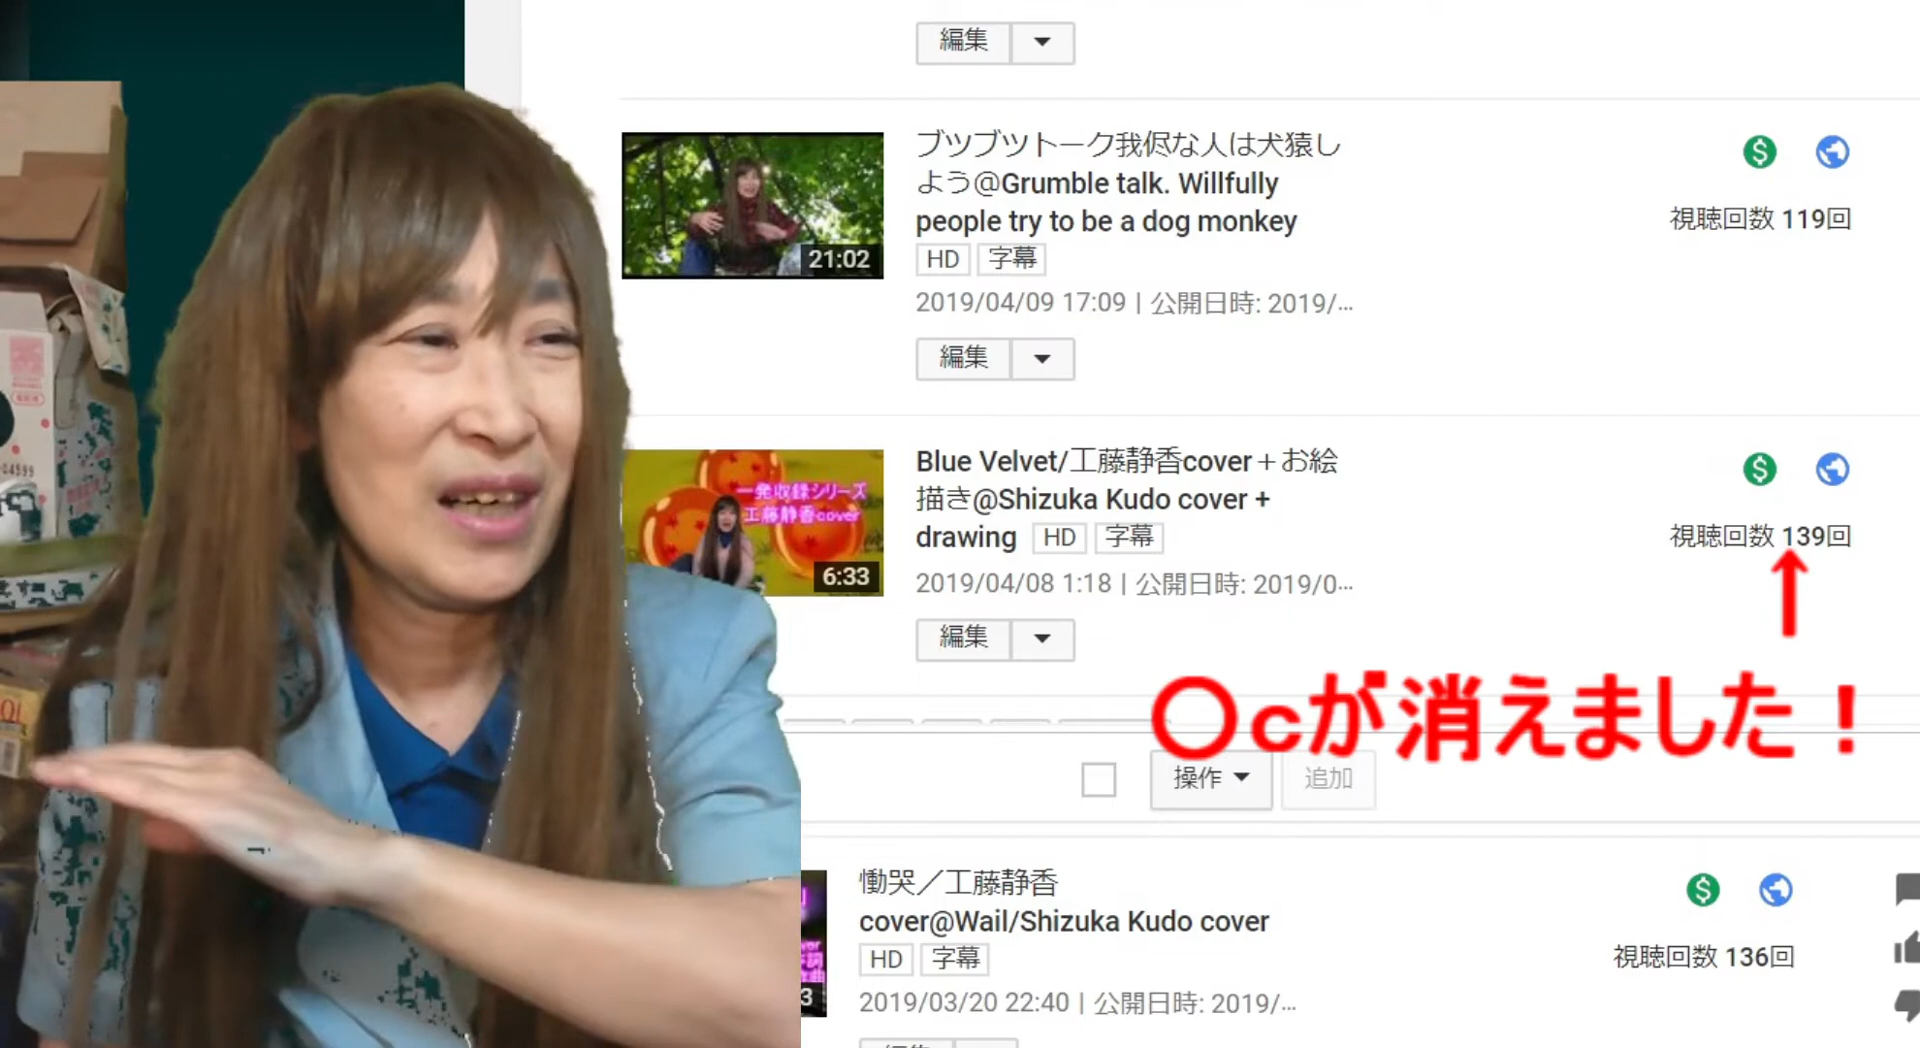 編集
ブツブツトーク我侭な人は犬猿し
よう@Grumble talk. Willfully
people try to be a dog monkey
HD 字幕
2019/04/09 17:09 | 公開日時: 2019/...
編集
視聴回数 119回
21:02
一発収録シリーズ
工藤静香cover
6:33
Blue Velvet/工藤静香cover＋お絵
描き@Shizuka Kudo cover +
drawing HD 字幕
2019/04/08 1:18 | 公開日時: 2019/0...
編集
視聴回数 139回
〇cが消えました！
操作 追加
慟哭／工藤静香
cover@Wail/Shizuka Kudo cover
HD 字幕
2019/03/20 22:40 | 公開日時: 2019/...
視聴回数 136回